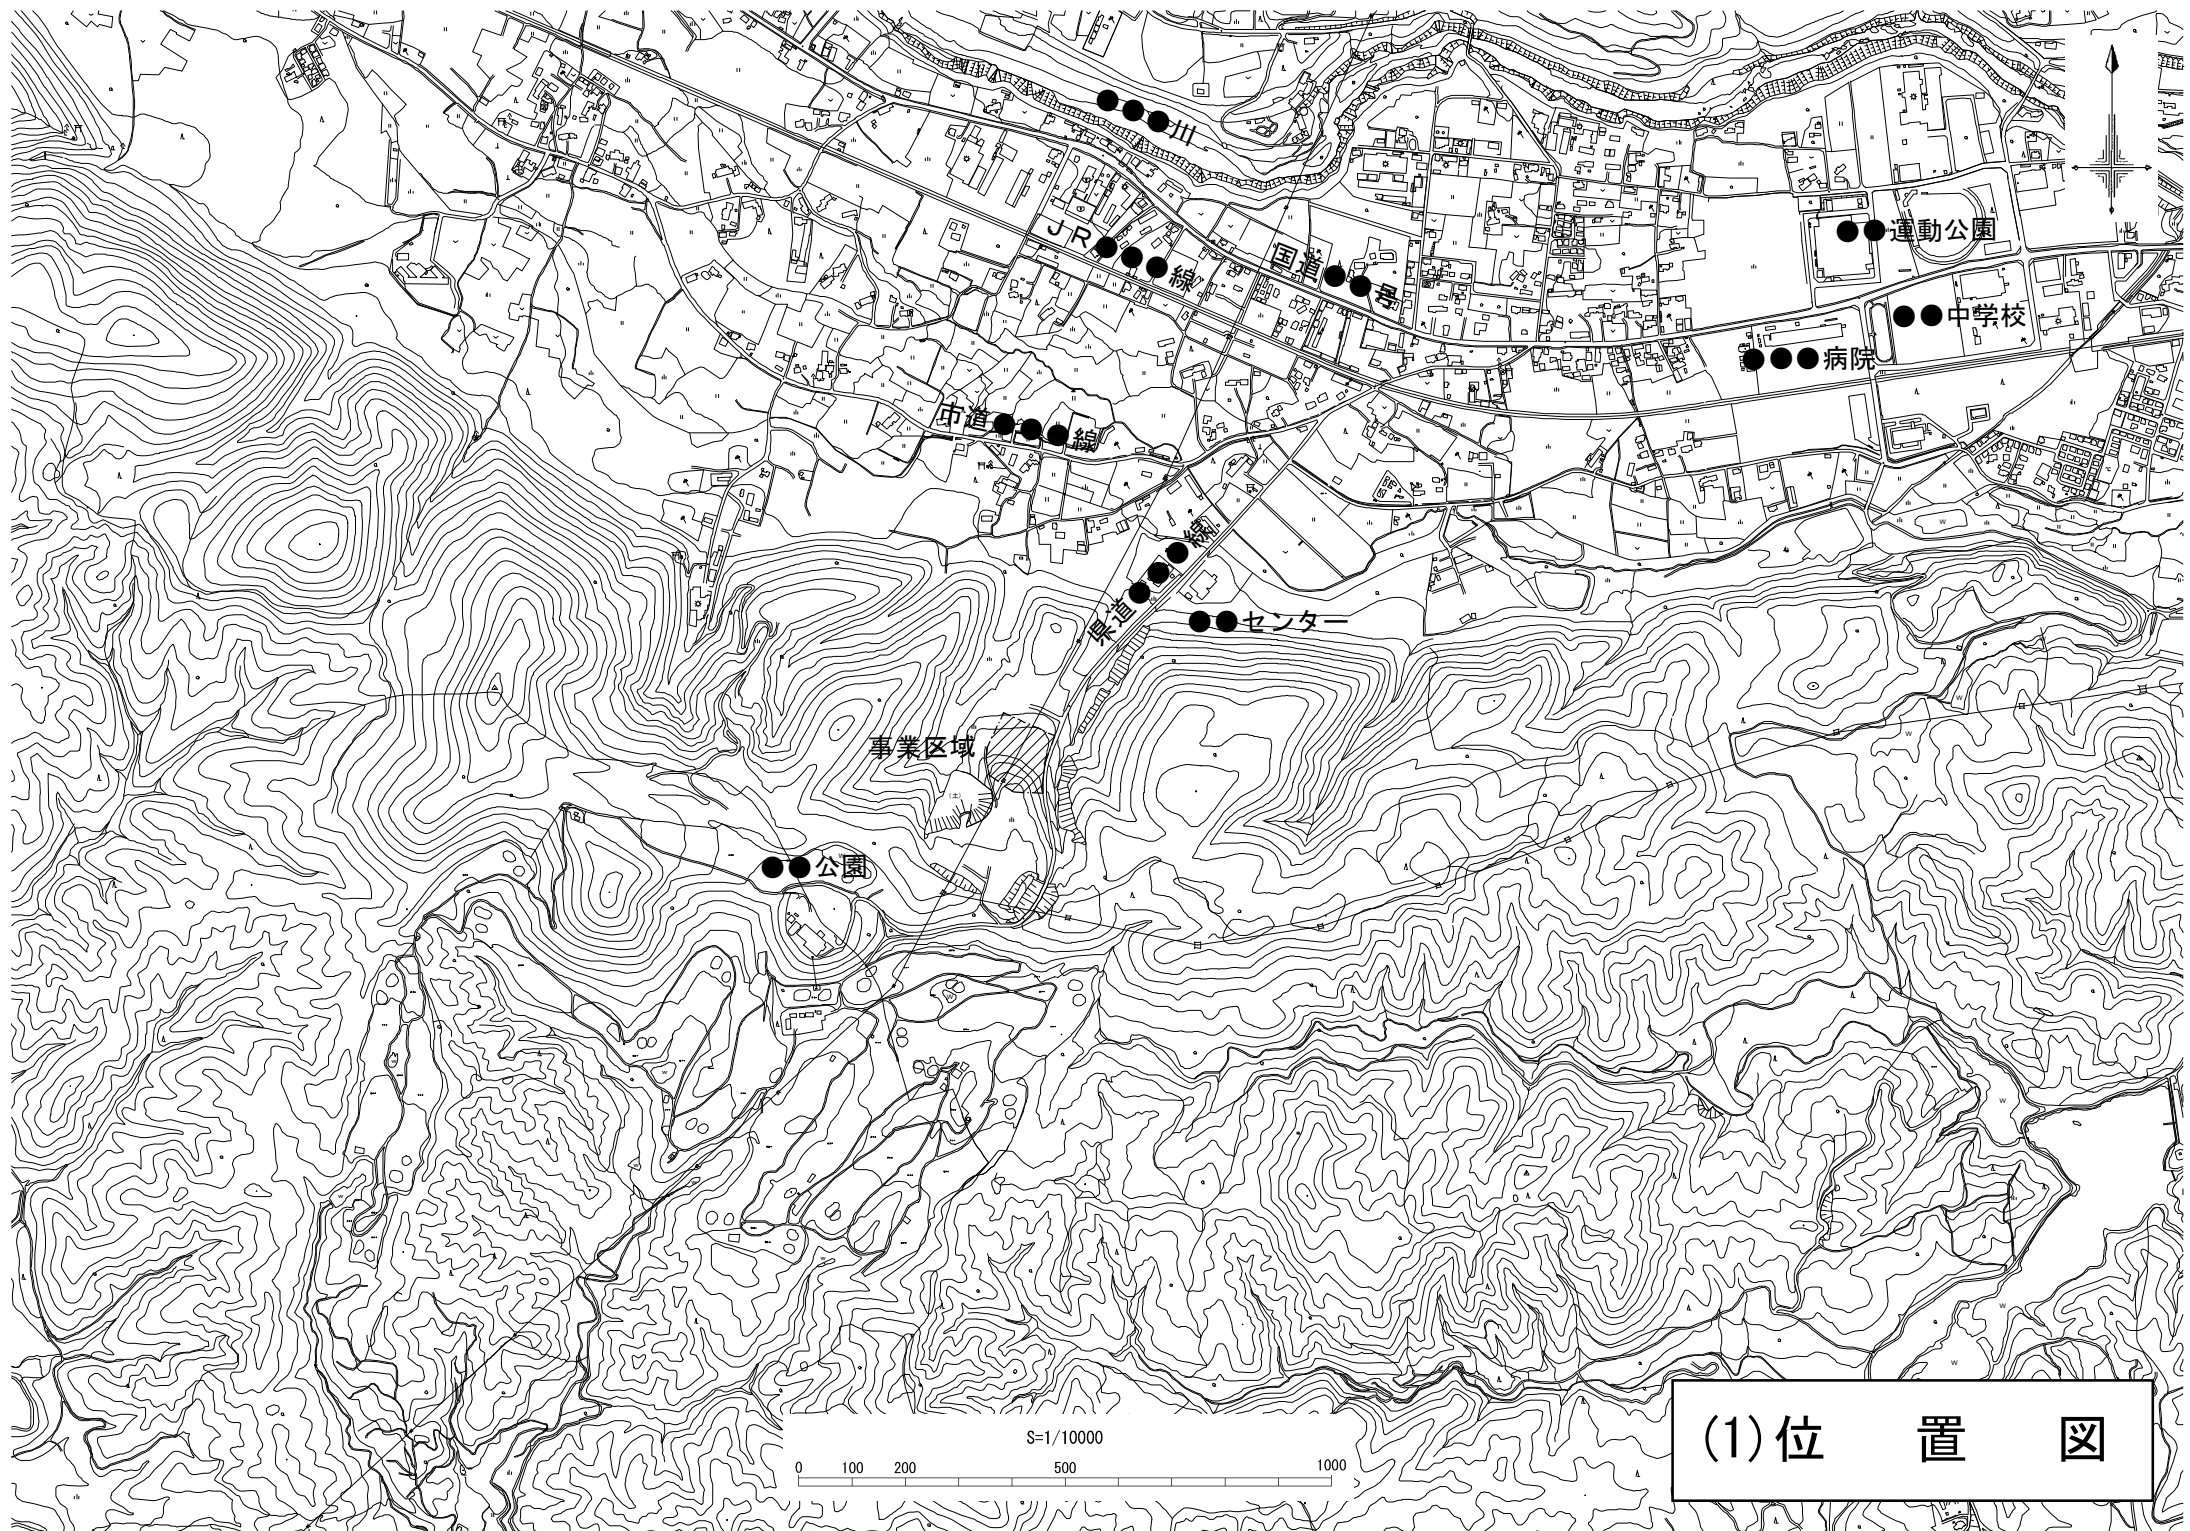 ●●●川
JR●●●線
国道●●号
●●運動公園
●●中学校
●●●病院
市道●●●線
県道●●●線
●●センター
事業区域
(土)
●●公園
S=1/10000
0 100 200 500 1000
(1)位 置 図